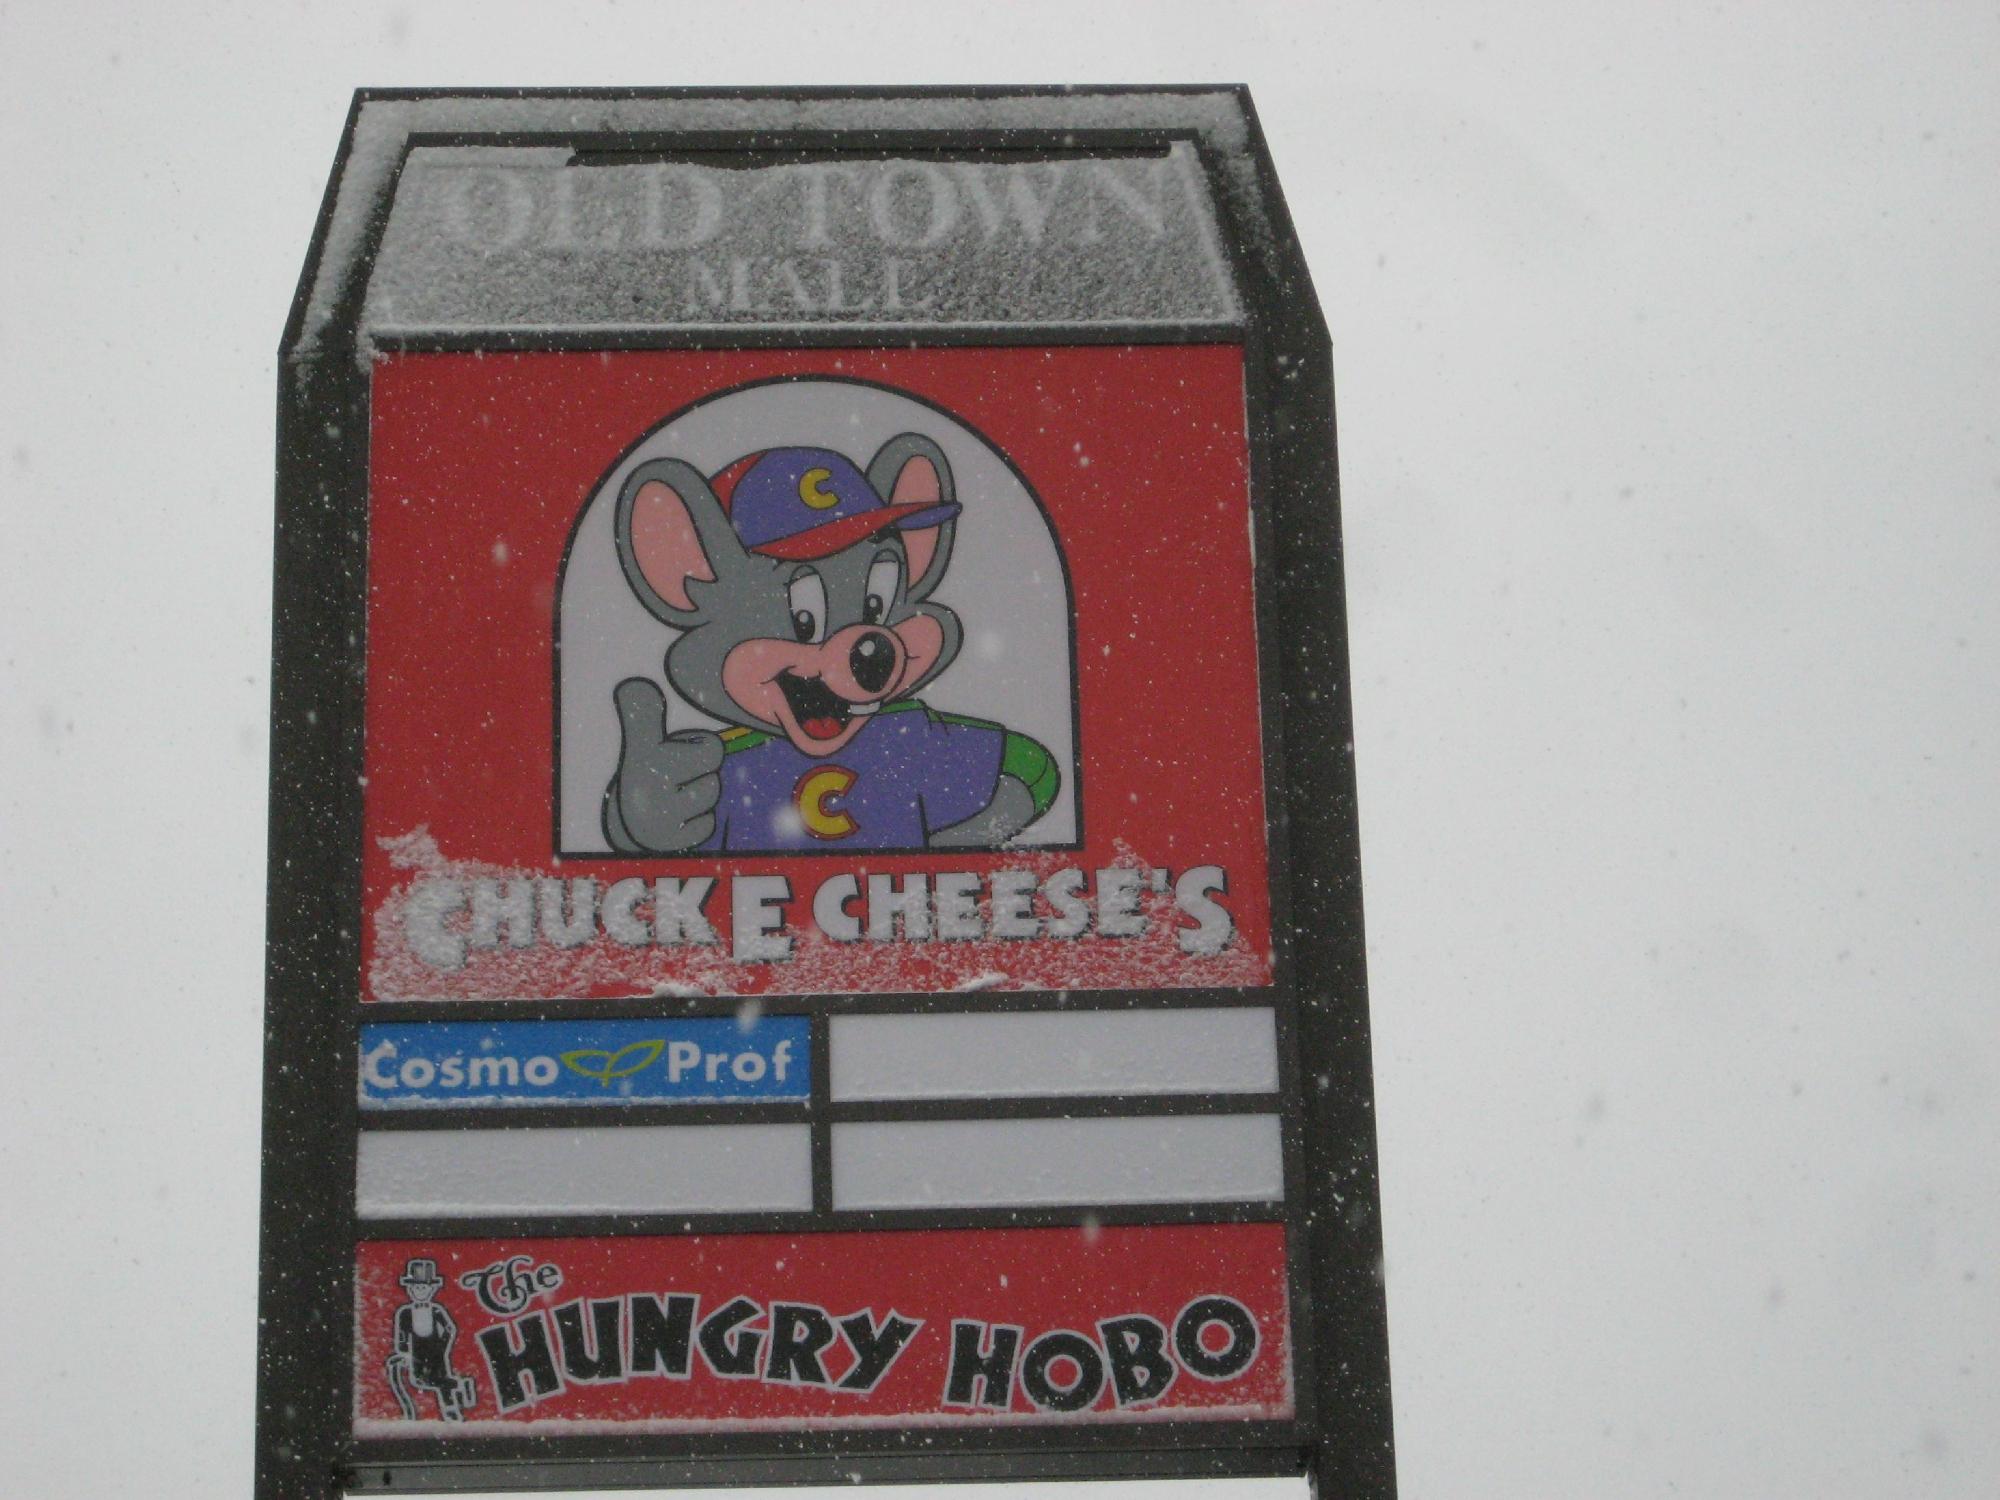 OLD TOWN
MALL
C
C
CHUCK E CHEESE'S
Cosmo Prof
The
HUNGRY HOBO